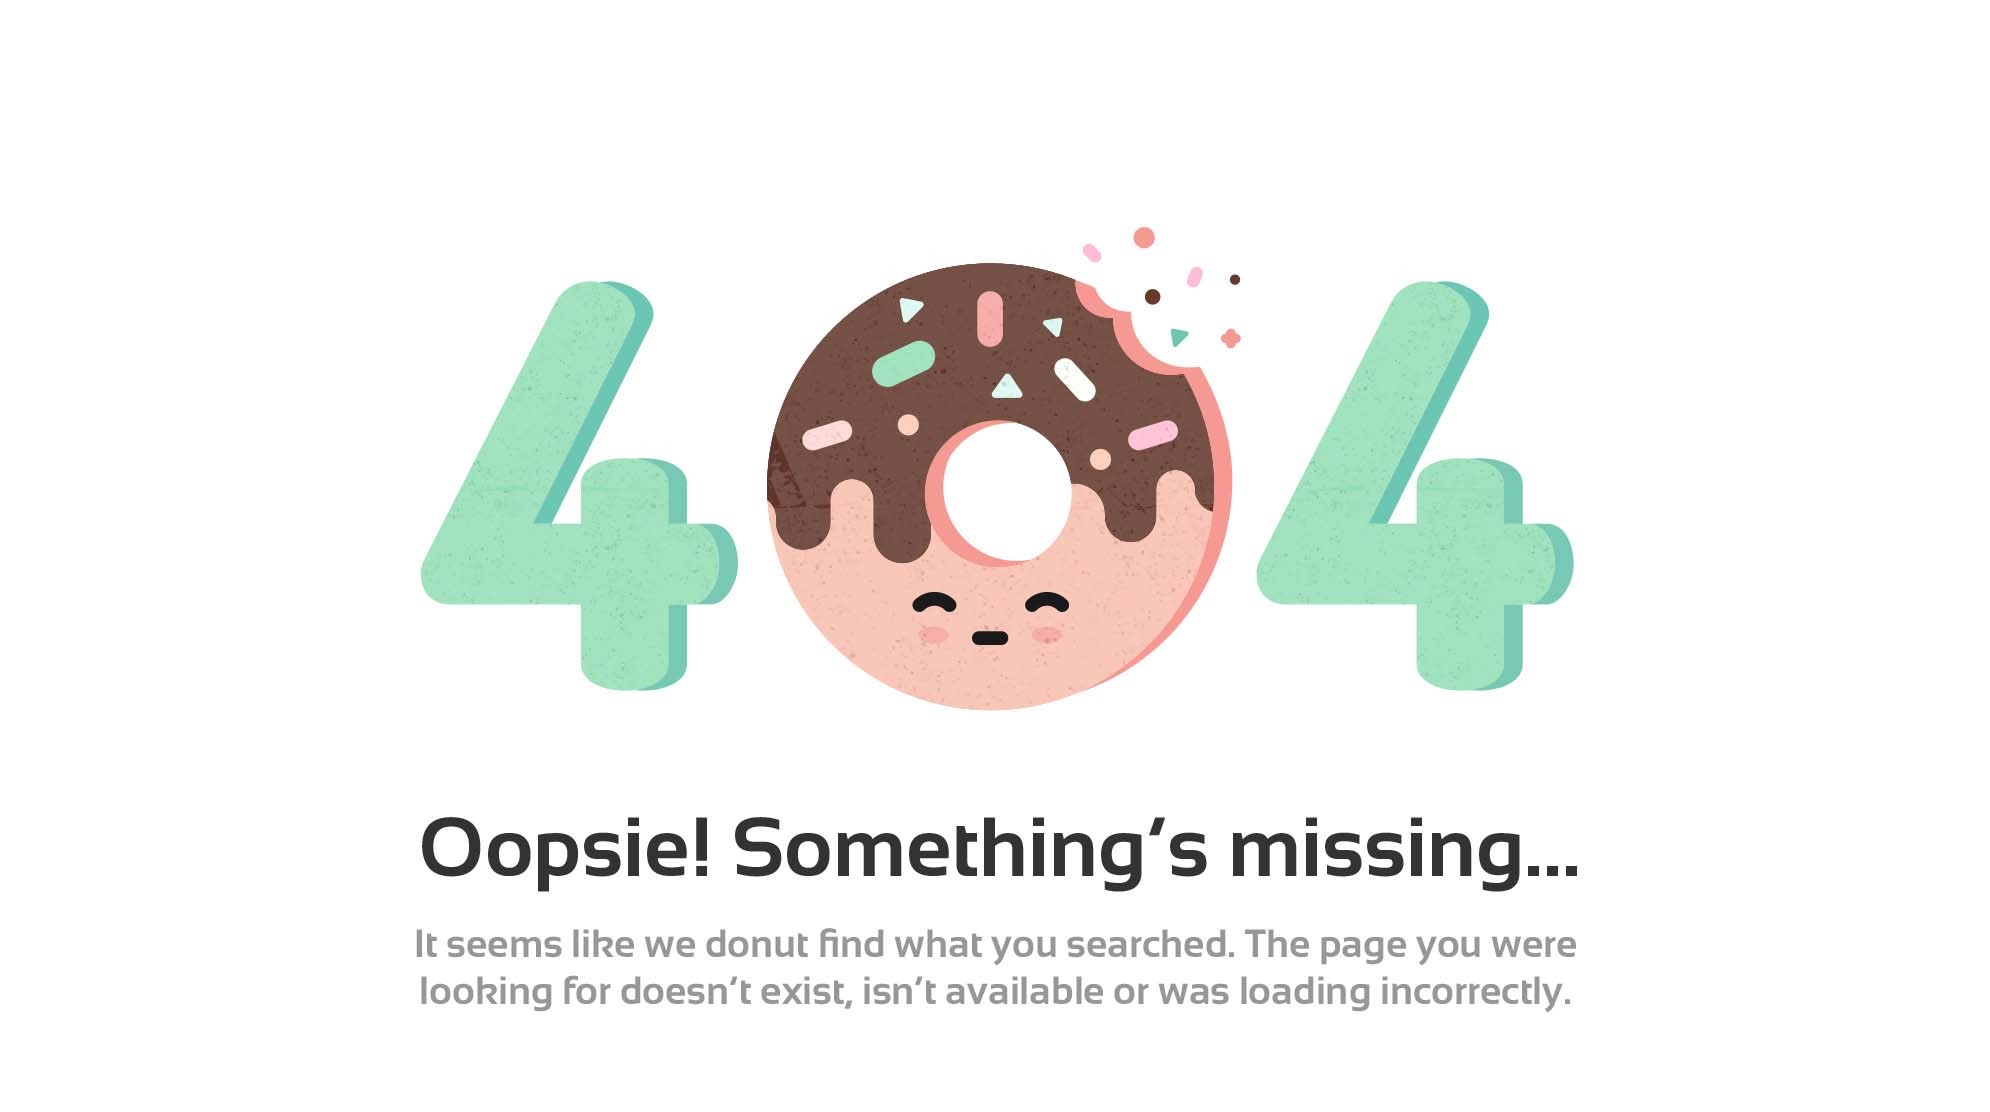 404
Oopsie! Something’s missing...
It seems like we donut find what you searched. The page you were
looking for doesn’t exist, isn’t available or was loading incorrectly.